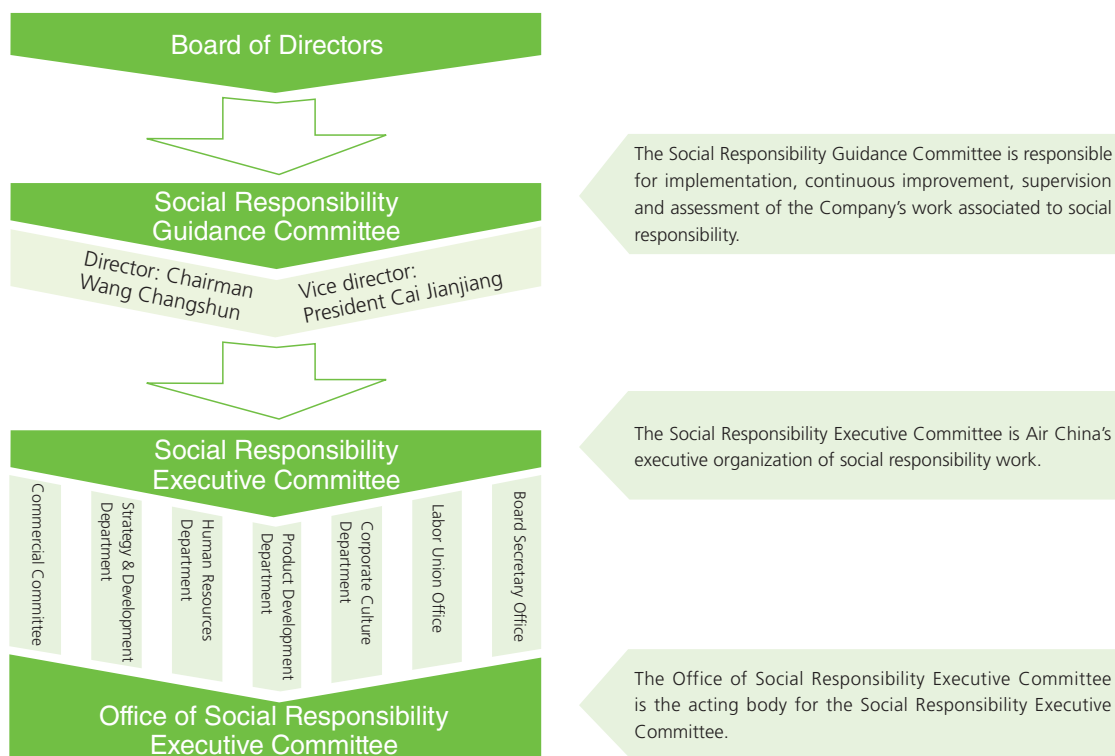 Board of Directors
Social Responsibility
Guidance Committee
Director: Chairman
Wang Changshun
Vice director:
President Cai Jianjiang
The Social Responsibility Guidance Committee is responsible
for implementation, continuous improvement, supervision
and assessment of the Company’s work associated to social
responsibility.
Social Responsibility
Executive Committee
The Social Responsibility Executive Committee is Air China’s
executive organization of social responsibility work.
Commercial Committee
Strategy & Development
Department
Human Resources
Department
Product Development
Department
Corporate Culture
Department
Labor Union Office
Board Secretary Office
Office of Social Responsibility
Executive Committee
The Office of Social Responsibility Executive Committee
is the acting body for the Social Responsibility Executive
Committee.